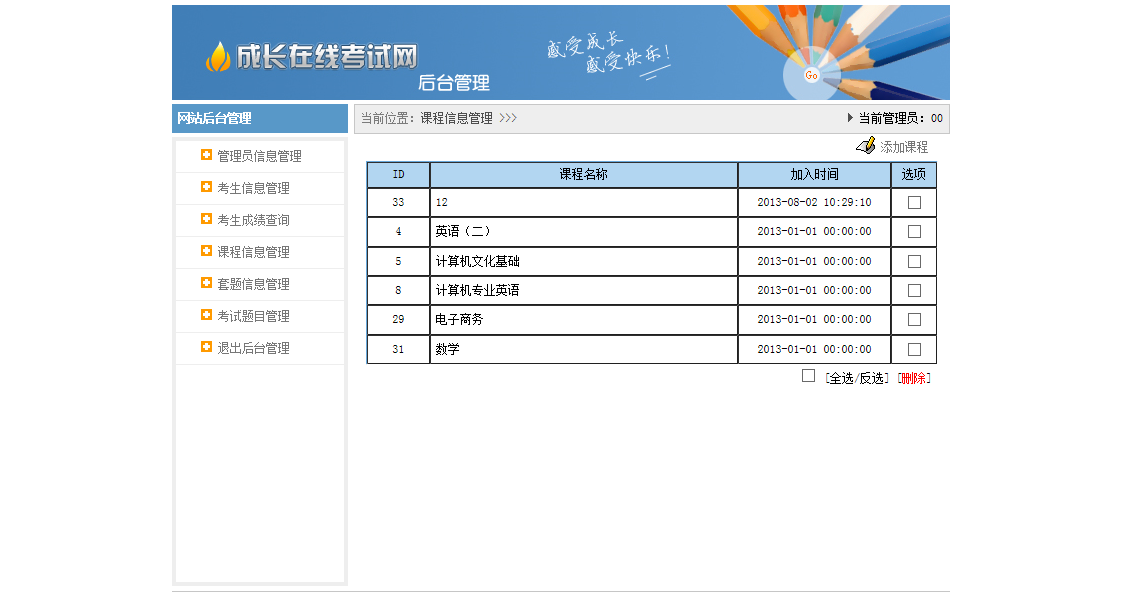 成长在线考试网
后台管理
感受成长
感受快乐！
Go
网站后台管理
当前位置：课程信息管理 >>>
当前管理员：00
管理员信息管理
考生信息管理
考生成绩查询
课程信息管理
套题信息管理
考试题目管理
退出后台管理
添加课程
ID 课程名称 加入时间 选项
33 12 2013-08-02 10:29:10
4 英语（二） 2013-01-01 00:00:00
5 计算机文化基础 2013-01-01 00:00:00
8 计算机专业英语 2013-01-01 00:00:00
29 电子商务 2013-01-01 00:00:00
31 数学 2013-01-01 00:00:00
[全选/反选] [删除]